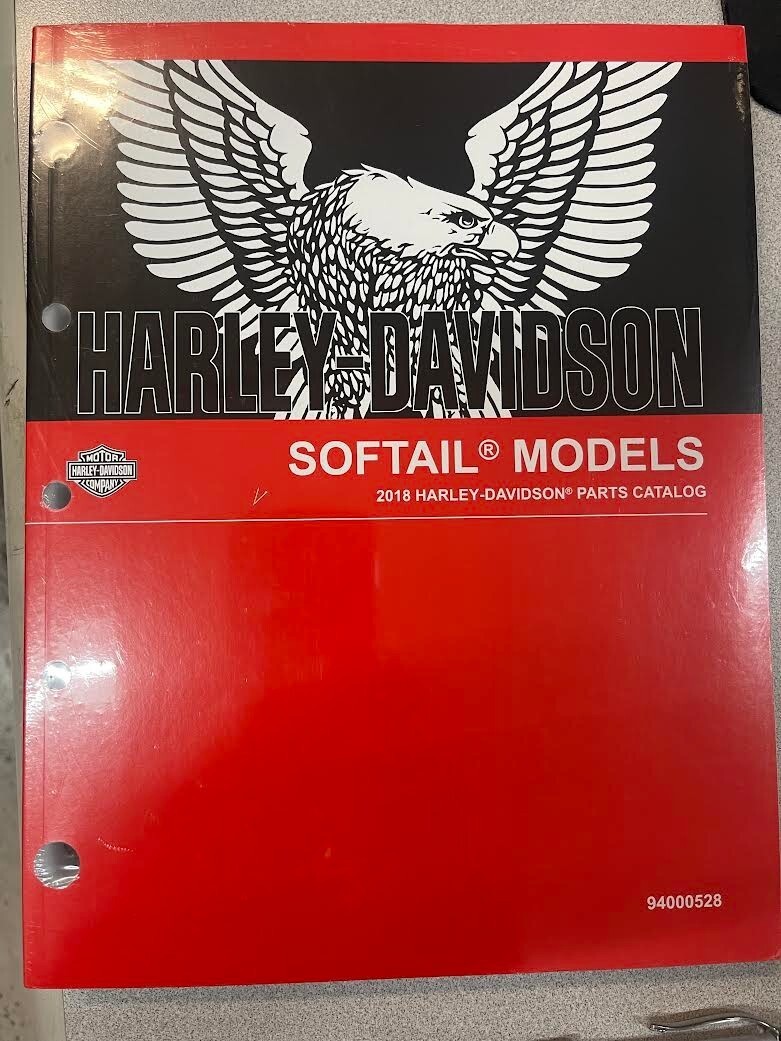 HARLEY-DAVIDSON
SOFTAIL® MODELS
MOTOR
HARLEY-DAVIDSON
COMPANY
2018 HARLEY-DAVIDSON® PARTS CATALOG
94000528